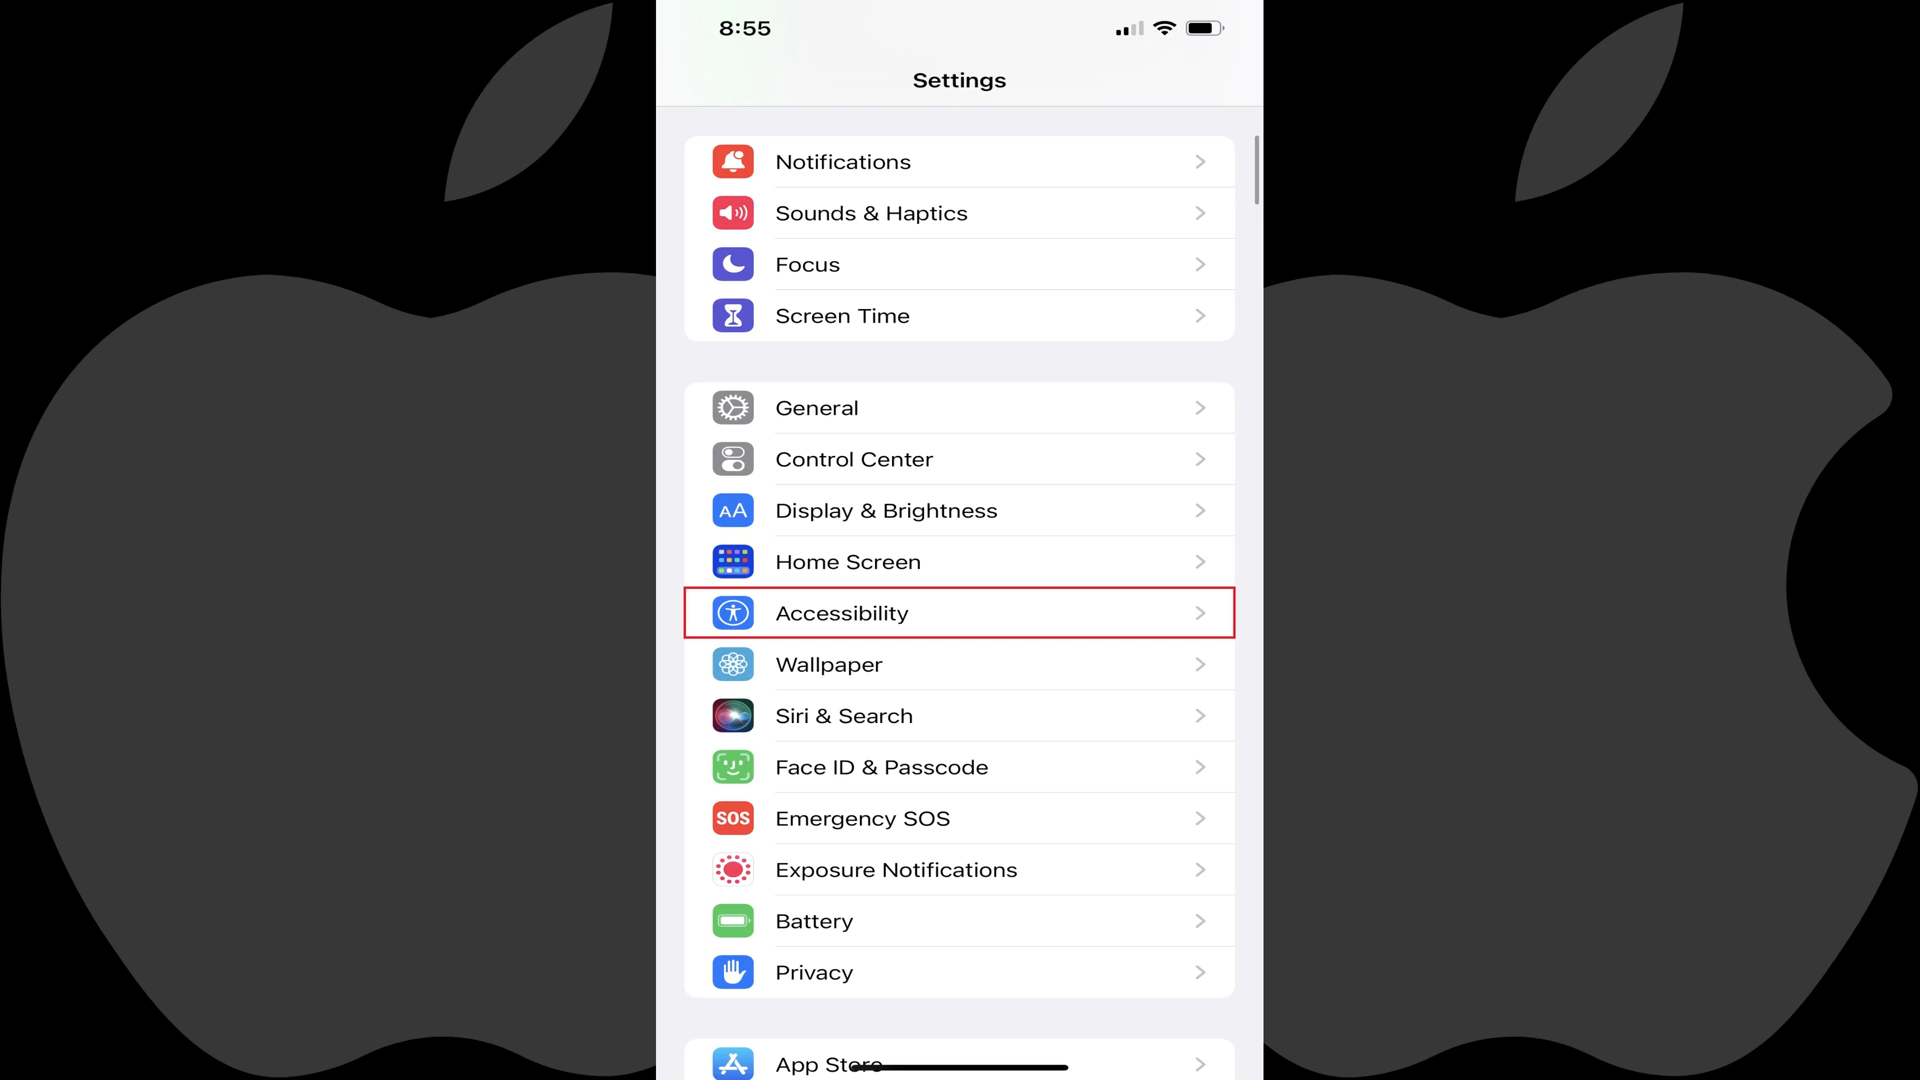 8:55
Settings
Notifications
Sounds & Haptics
Focus
Screen Time
General
Control Center
AA Display & Brightness
Home Screen
Accessibility
Wallpaper
Siri & Search
Face ID & Passcode
SOS Emergency SOS
Exposure Notifications
Battery
Privacy
App Store